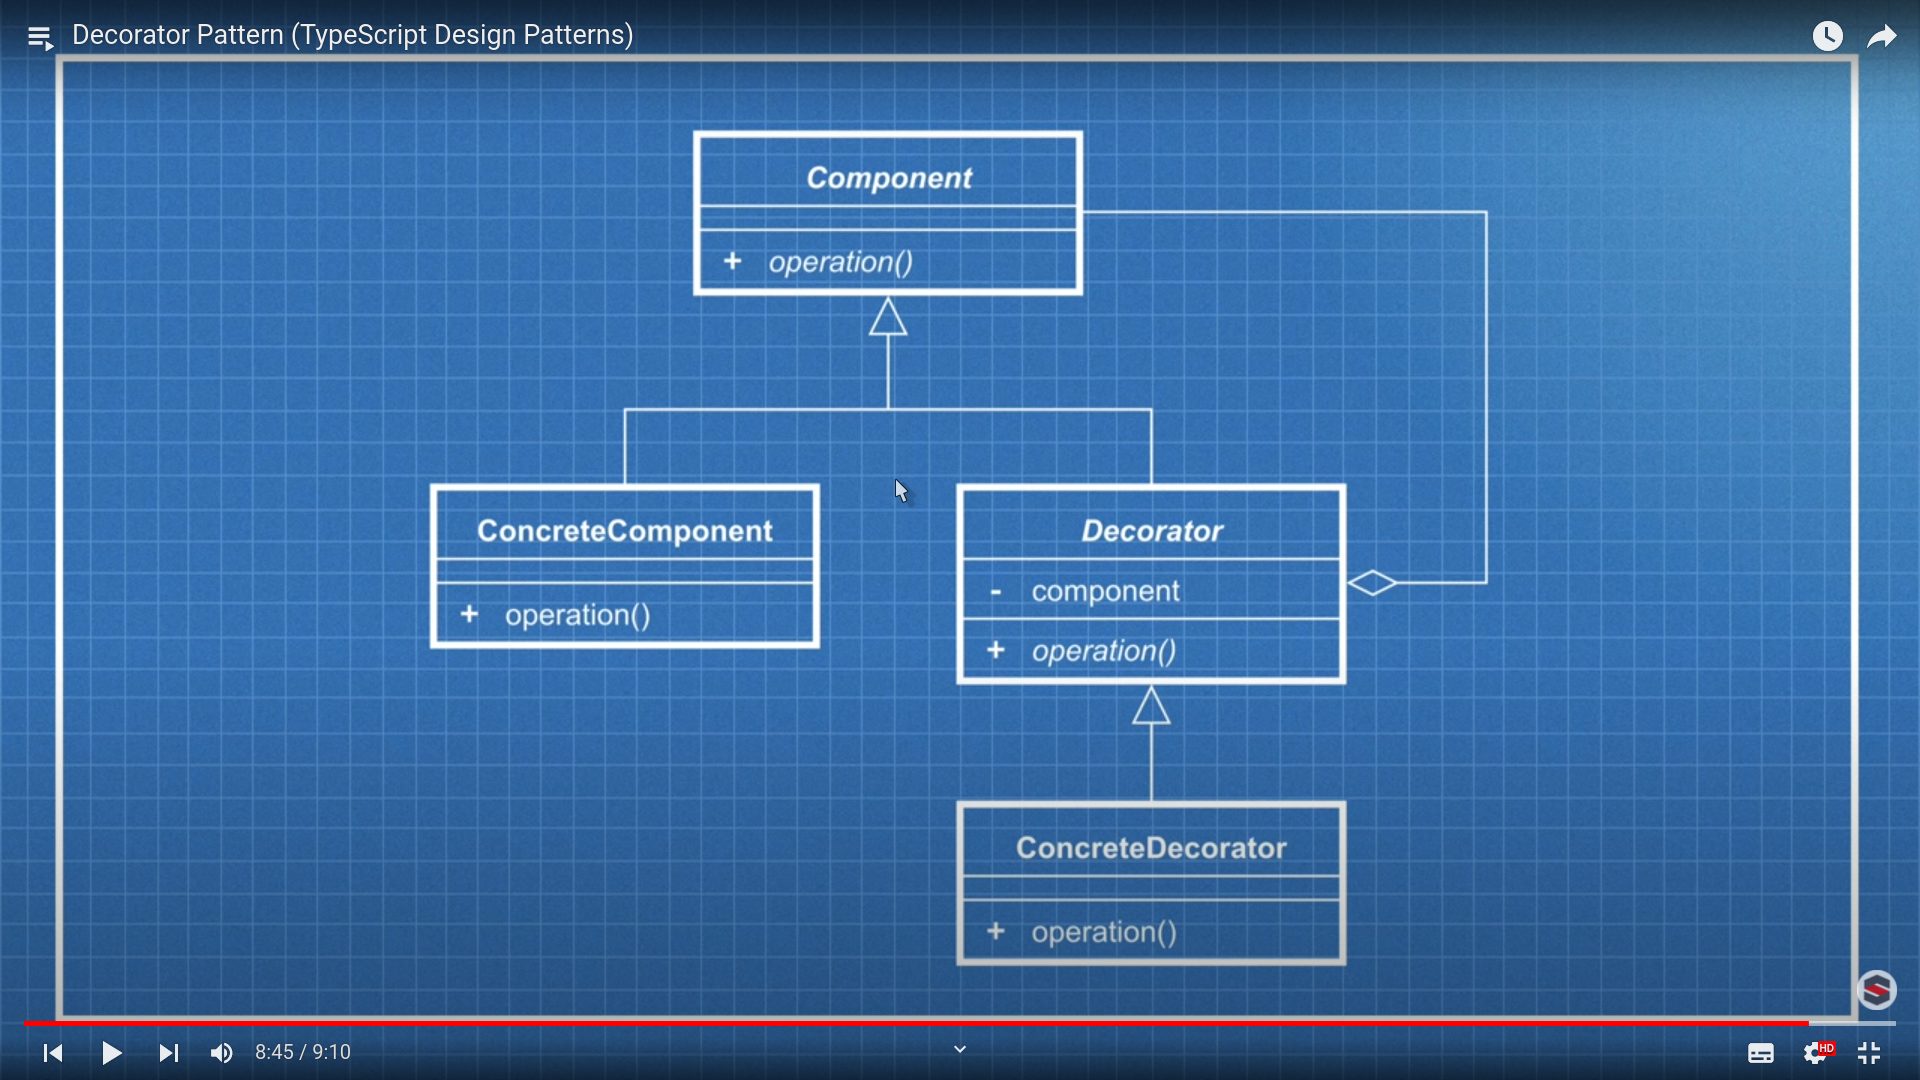 Decorator Pattern (TypeScript Design Patterns)
Component
+ operation()
ConcreteComponent
+ operation()
Decorator
- component
+ operation()
ConcreteDecorator
+ operation()
8:45 / 9:10
HD